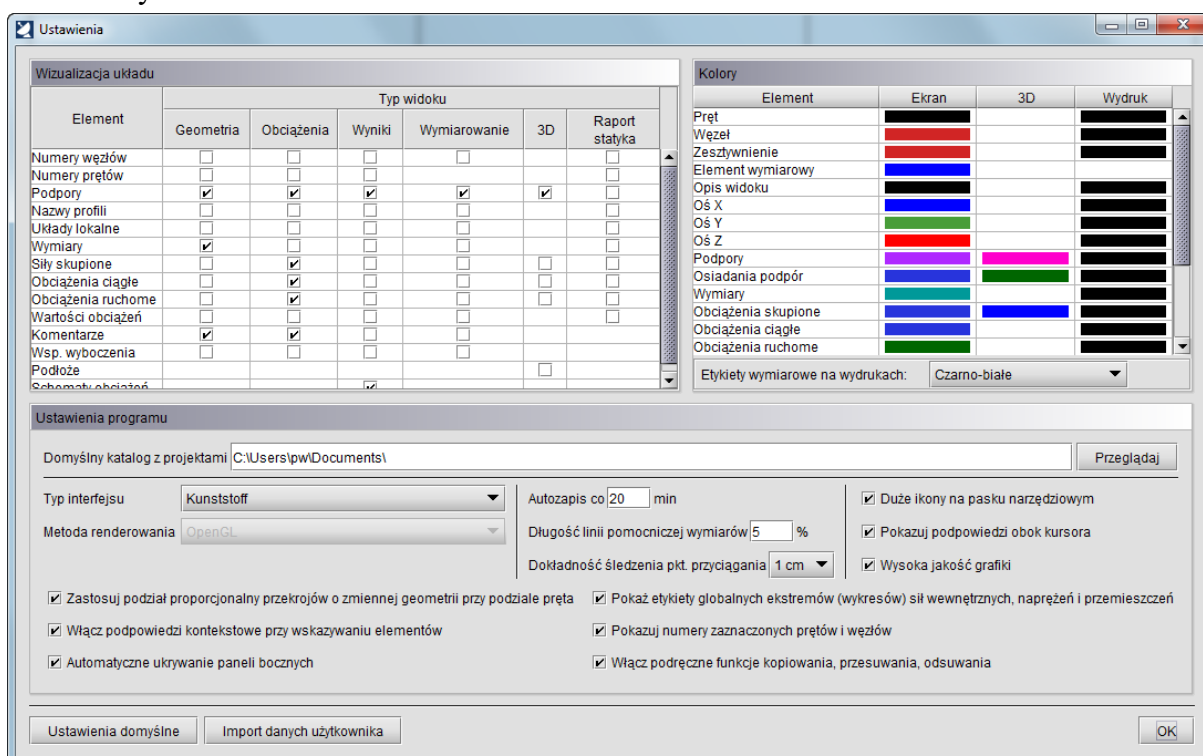 Ustawienia
Wizualizacja układu
Element
Typ widoku
Geometria Obciążenia Wyniki Wymiarowanie 3D Raport statyka
Numery węzłów
Numery prętów
Podpory
Nazwy profili
Układy lokalne
Wymiary
Siły skupione
Obciążenia ciągłe
Obciążenia ruchome
Wartości obciążeń
Komentarze
Wsp. wyboczenia
Podłoże
Schematy obciążeń
Kolory
Element Ekran 3D Wydruk
Pręt
Węzeł
Zesztywnienie
Element wymiarowy
Opis widoku
Oś X
Oś Y
Oś Z
Podpory
Osiadania podpór
Wymiary
Obciążenia skupione
Obciążenia ciągłe
Obciążenia ruchome
Etykiety wymiarowe na wydrukach: Czarno-białe
Ustawienia programu
Domyślny katalog z projektami C:\Users\pw\Documents\ Przeglądaj
Typ interfejsu Kunststoff
Metoda renderowania OpenGL
Autozapis co 20 min
Długość linii pomocniczej wymiarów 5 %
Dokładność śledzenia pkt. przyciągania 1 cm
Duże ikony na pasku narzędziowym
Pokazuj podpowiedzi obok kursora
Wysoka jakość grafiki
Zastosuj podział proporcjonalny przekrojów o zmiennej geometrii przy podziale pręta
Włącz podpowiedzi kontekstowe przy wskazywaniu elementów
Automatyczne ukrywanie paneli bocznych
Pokaż etykiety globalnych ekstremów (wykresów) sił wewnętrznych, naprężeń i przemieszczeń
Pokazuj numery zaznaczonych prętów i węzłów
Włącz podręczne funkcje kopiowania, przesuwania, odsuwania
Ustawienia domyślne Import danych użytkownika OK